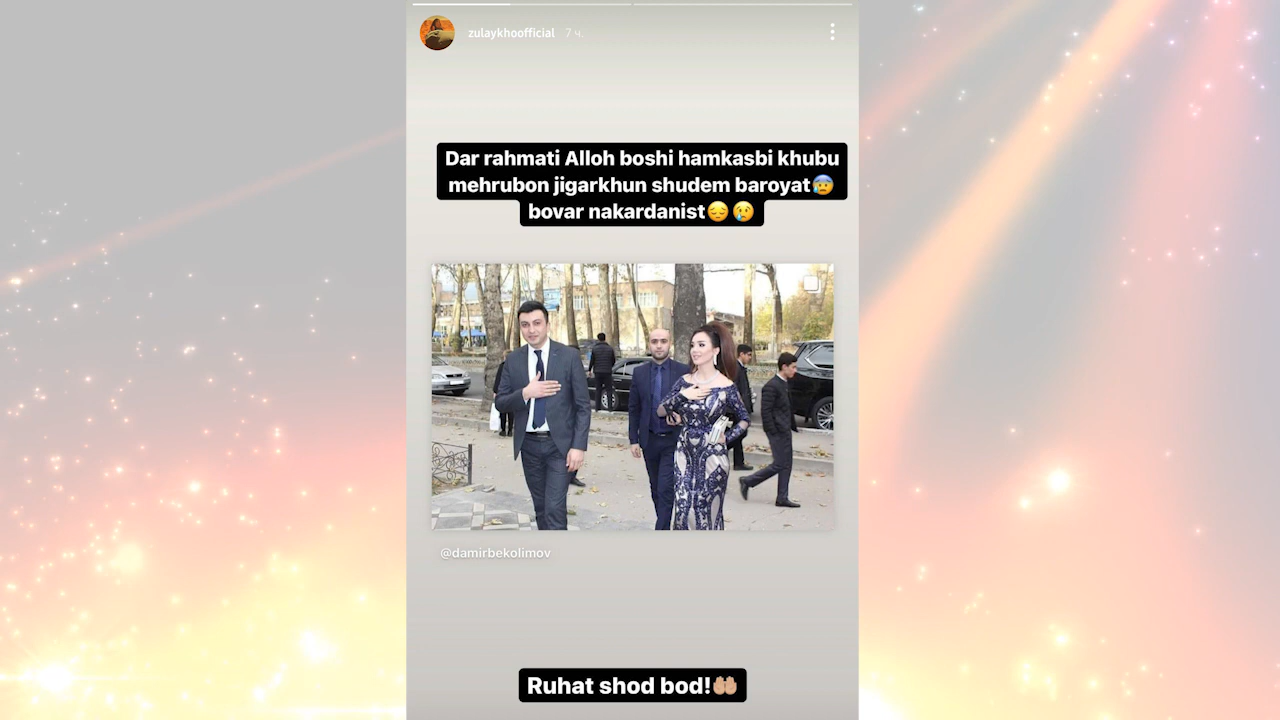 zulaykhoofficial 7 ч.
Dar rahmati Alloh boshi hamkasbi khubu
mehrubon jigarkhun shudem baroyat😰
bovar nakardanist😔😢
@damirbekolimov
Ruhat shod bod!🤲🏼